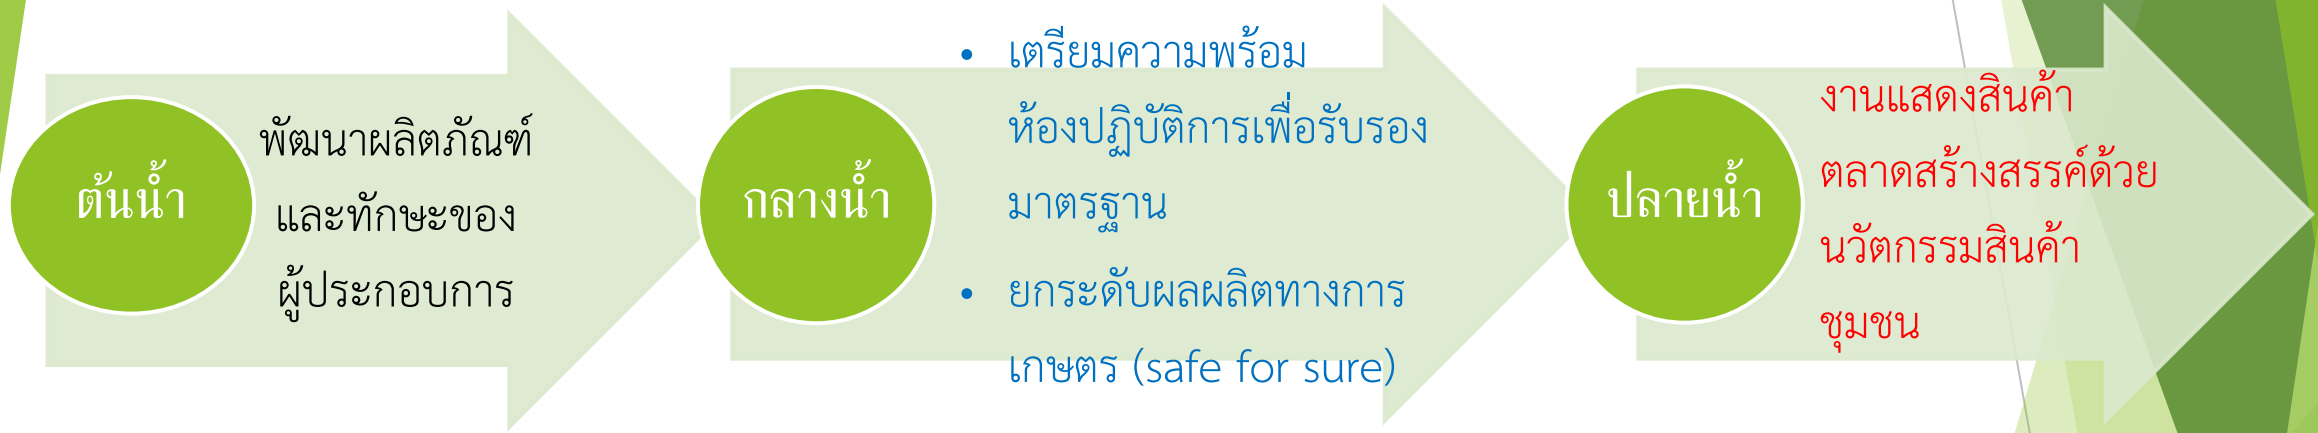 ต้นน้ำ
พัฒนาผลิตภัณฑ์
และทักษะของ
ผู้ประกอบการ
กลางน้ำ
• เตรียมความพร้อม
ห้องปฏิบัติการเพื่อรับรอง
มาตรฐาน
• ยกระดับผลผลิตทางการ
เกษตร (safe for sure)
ปลายน้ำ
งานแสดงสินค้า
ตลาดสร้างสรรค์ด้วย
นวัตกรรมสินค้า
ชุมชน